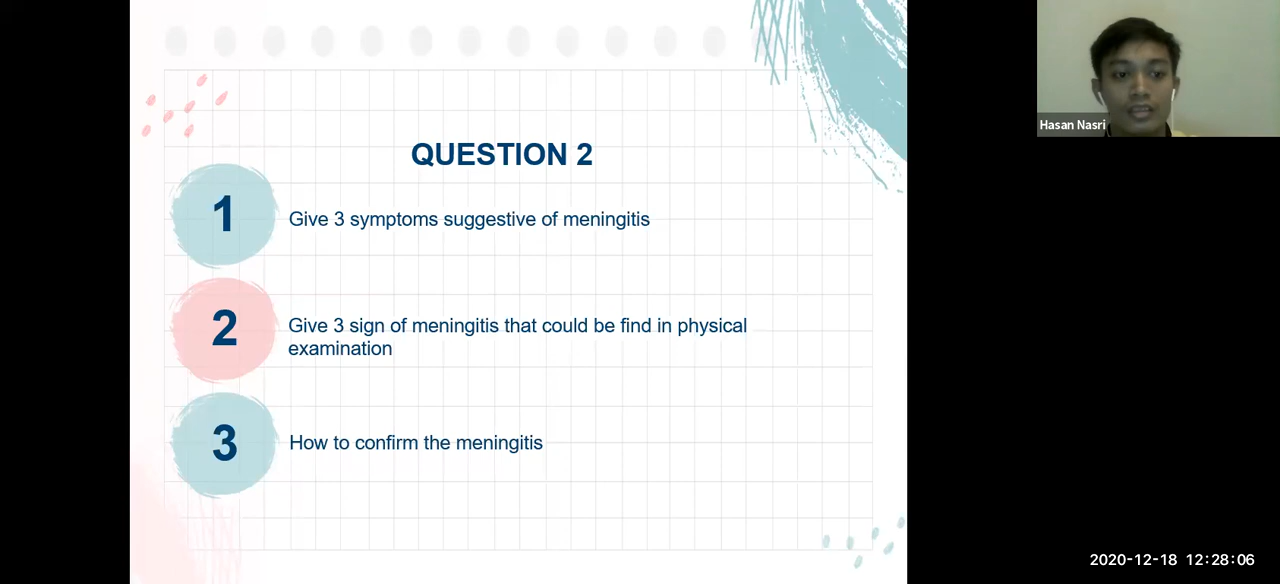 QUESTION 2
1
Give 3 symptoms suggestive of meningitis
2
Give 3 sign of meningitis that could be find in physical
examination
3
How to confirm the meningitis
Hasan Nasri
2020-12-18 12:28:06